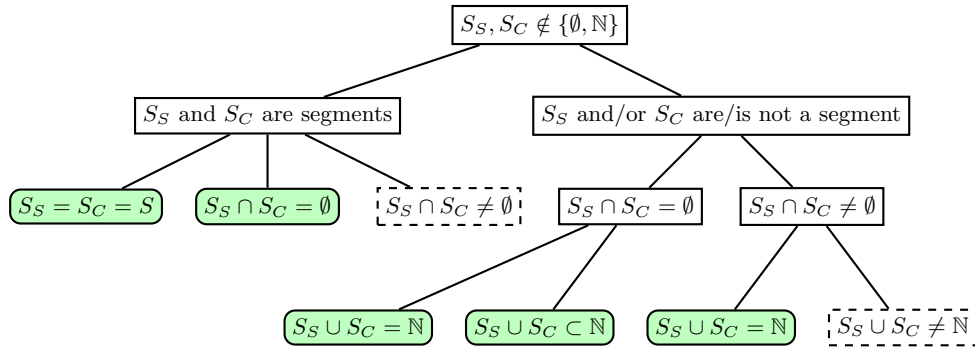 S_S, S_C ∉ {∅, ℕ}
S_S and S_C are segments
S_S and/or S_C are/is not a segment
S_S = S_C = S
S_S ∩ S_C = ∅
S_S ∩ S_C ≠ ∅
S_S ∩ S_C = ∅
S_S ∩ S_C ≠ ∅
S_S ∪ S_C = ℕ
S_S ∪ S_C ⊂ ℕ
S_S ∪ S_C = ℕ
S_S ∪ S_C ≠ ℕ